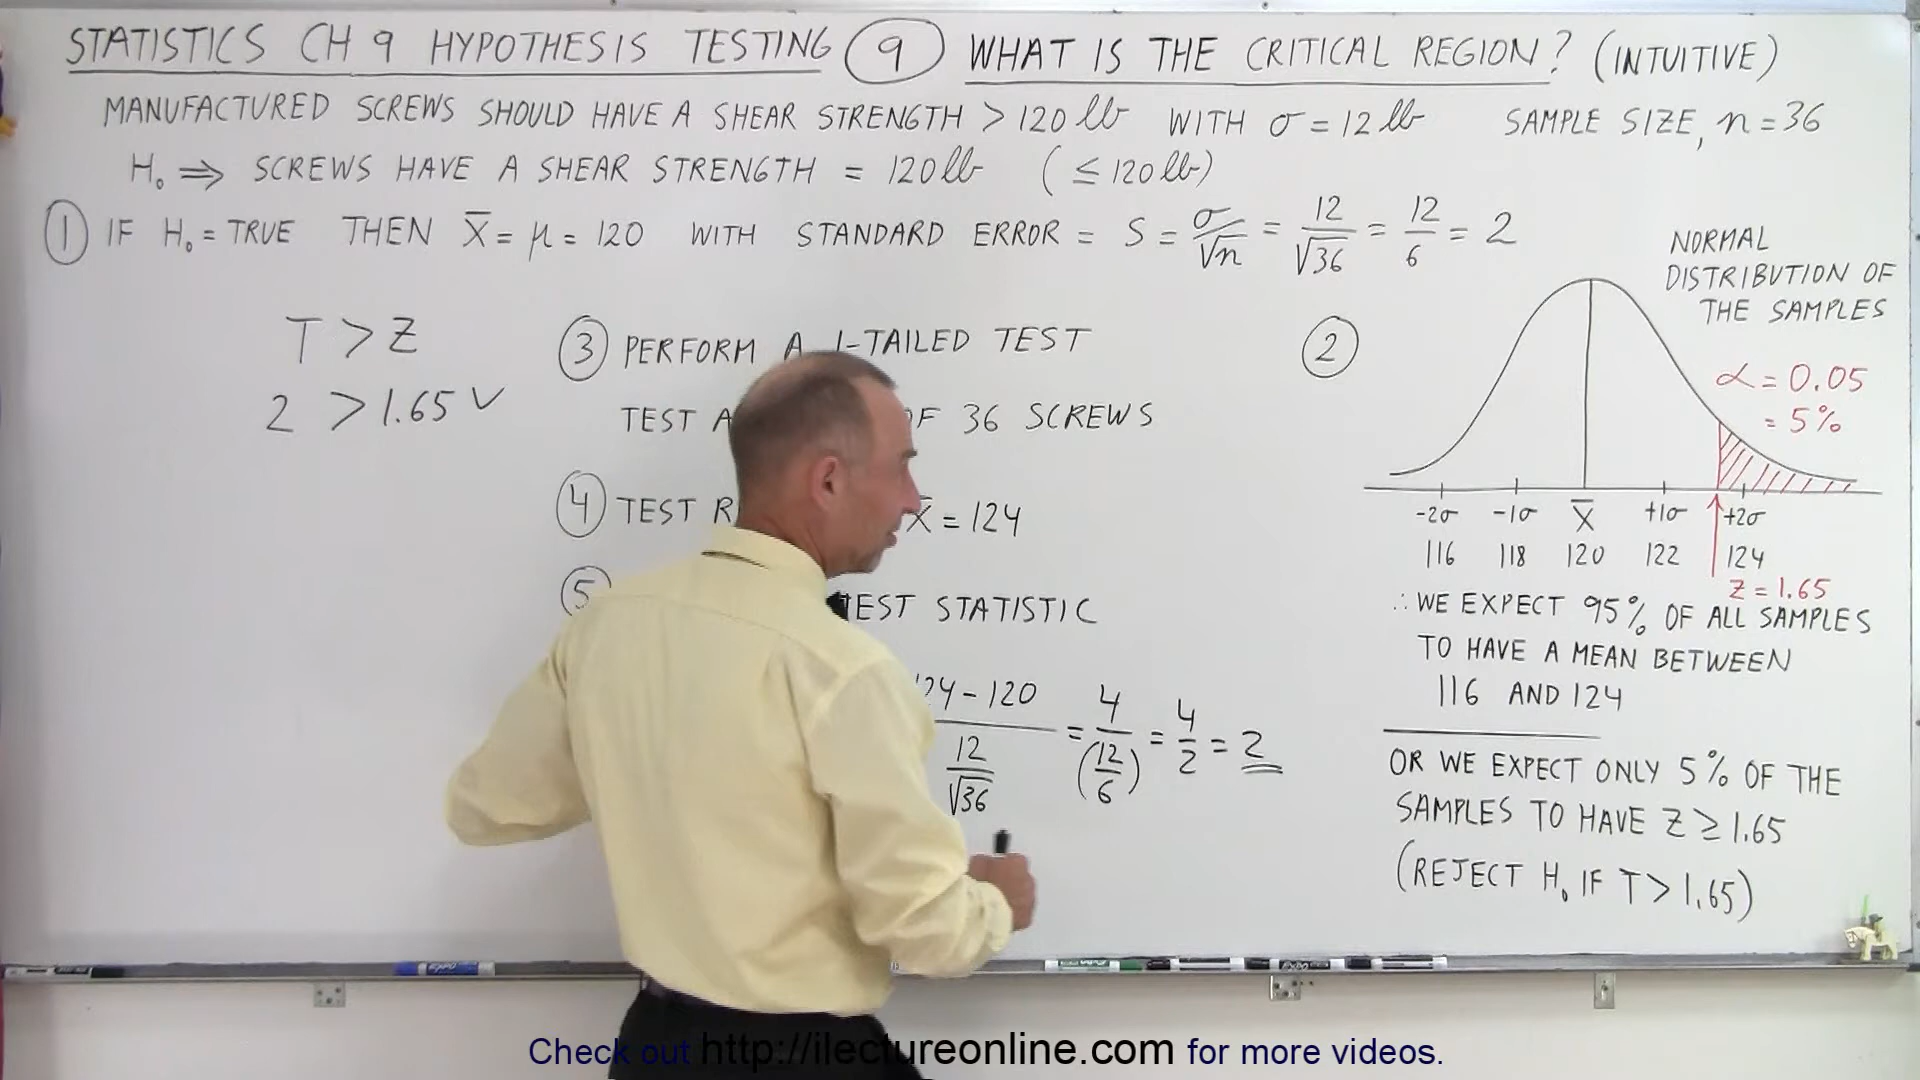 STATISTICS CH 9 HYPOTHESIS TESTING 9 WHAT IS THE CRITICAL REGION? (INTUITIVE)
MANUFACTURED SCREWS SHOULD HAVE A SHEAR STRENGTH > 120 lb WITH σ = 12 lb SAMPLE SIZE, n = 36
H₀ ⇒ SCREWS HAVE A SHEAR STRENGTH = 120 lb (≤ 120 lb)
1 IF H₀ = TRUE THEN X̄ = μ = 120 WITH STANDARD ERROR = S = σ/√n = 12/√36 = 12/6 = 2
T > Z
2 > 1.65 ✓
3 PERFORM A 1-TAILED TEST
TEST A OF 36 SCREWS
4 TEST X̄ = 124
5 TEST STATISTIC
124 - 120 / 12/√36 = 4/(12/6) = 4/2 = 2
2
NORMAL
DISTRIBUTION OF
THE SAMPLES
α = 0.05
= 5%
-2σ -1σ X̄ +1σ +2σ
116 118 120 122 124
Z = 1.65
∴ WE EXPECT 95% OF ALL SAMPLES
TO HAVE A MEAN BETWEEN
116 AND 124
OR WE EXPECT ONLY 5% OF THE
SAMPLES TO HAVE Z ≥ 1.65
(REJECT H₀ IF T > 1.65)
Check out http://ilectureonline.com for more videos.